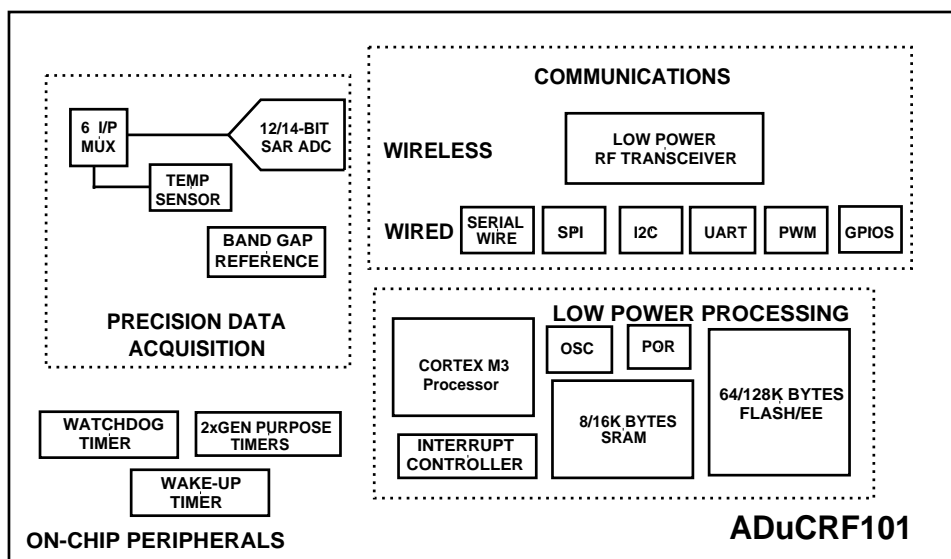 COMMUNICATIONS
6 I/P
MUX
12/14-BIT
SAR ADC
TEMP
SENSOR
BAND GAP
REFERENCE
PRECISION DATA
ACQUISITION
WIRELESS
LOW POWER
RF TRANSCEIVER
WIRED
SERIAL
WIRE
SPI
I2C
UART
PWM
GPIOS
LOW POWER PROCESSING
CORTEX M3
Processor
OSC
POR
64/128K BYTES
FLASH/EE
8/16K BYTES
SRAM
INTERRUPT
CONTROLLER
WATCHDOG
TIMER
2xGEN PURPOSE
TIMERS
WAKE-UP
TIMER
ON-CHIP PERIPHERALS
ADuCRF101